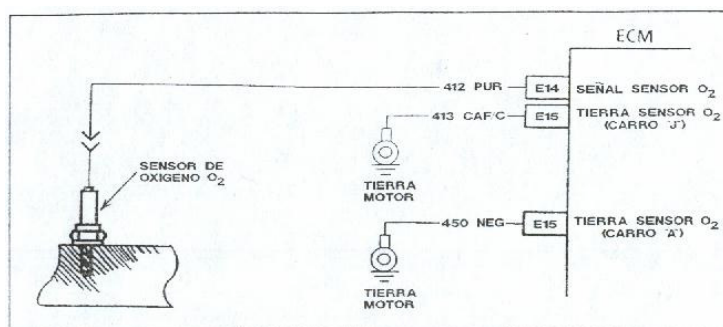 ECM
412 PUR E14 SEÑAL SENSOR O2
413 CAF/C E15 TIERRA SENSOR O2
(CARRO "J")
SENSOR DE
OXIGENO O2
TIERRA
MOTOR
450 NEG E15 TIERRA SENSOR O2
(CARRO "A")
TIERRA
MOTOR